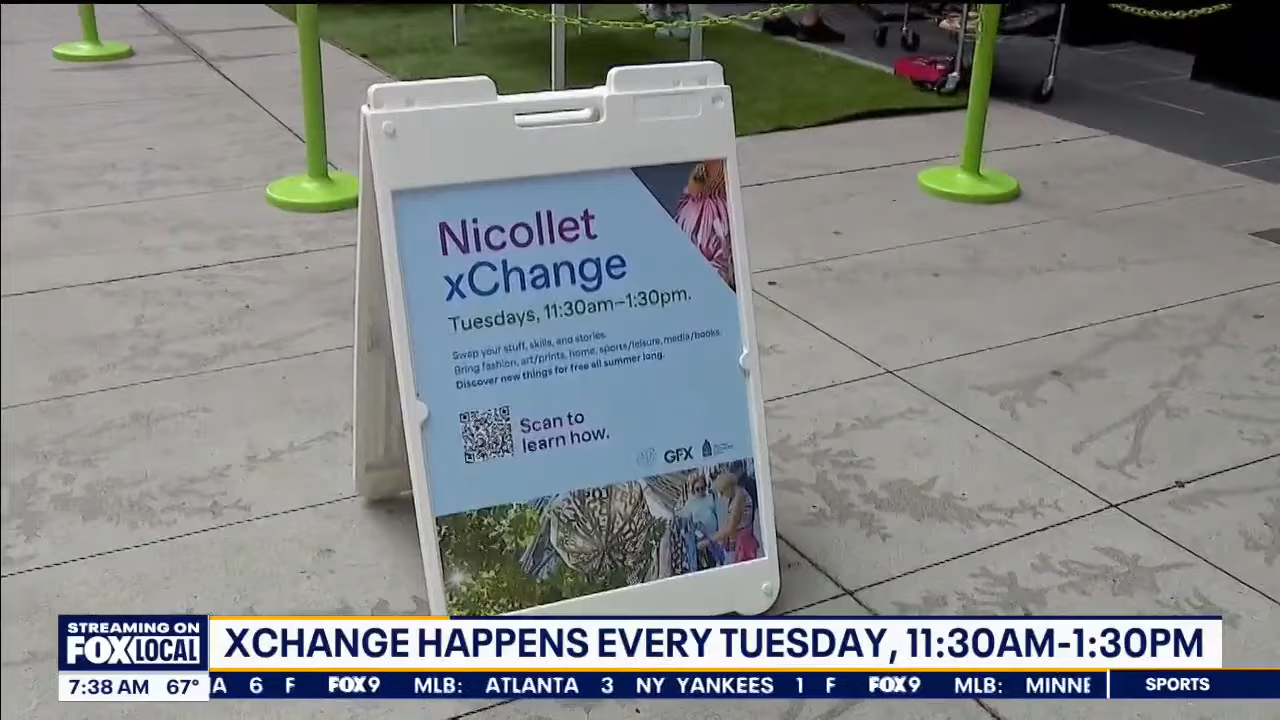 Nicollet
xChange
Tuesdays, 11:30am–1:30pm.
Swap your stuff, skills, and stories.
Bring fashion, art/prints, home, sports/leisure, media/books.
Discover new things for free all summer long.
Scan to
learn how.
GFX
STREAMING ON
FOX LOCAL
XCHANGE HAPPENS EVERY TUESDAY, 11:30AM-1:30PM
7:38 AM 67° A 6 F FOX9 MLB: ATLANTA 3 NY YANKEES 1 F FOX9 MLB: MINNE SPORTS